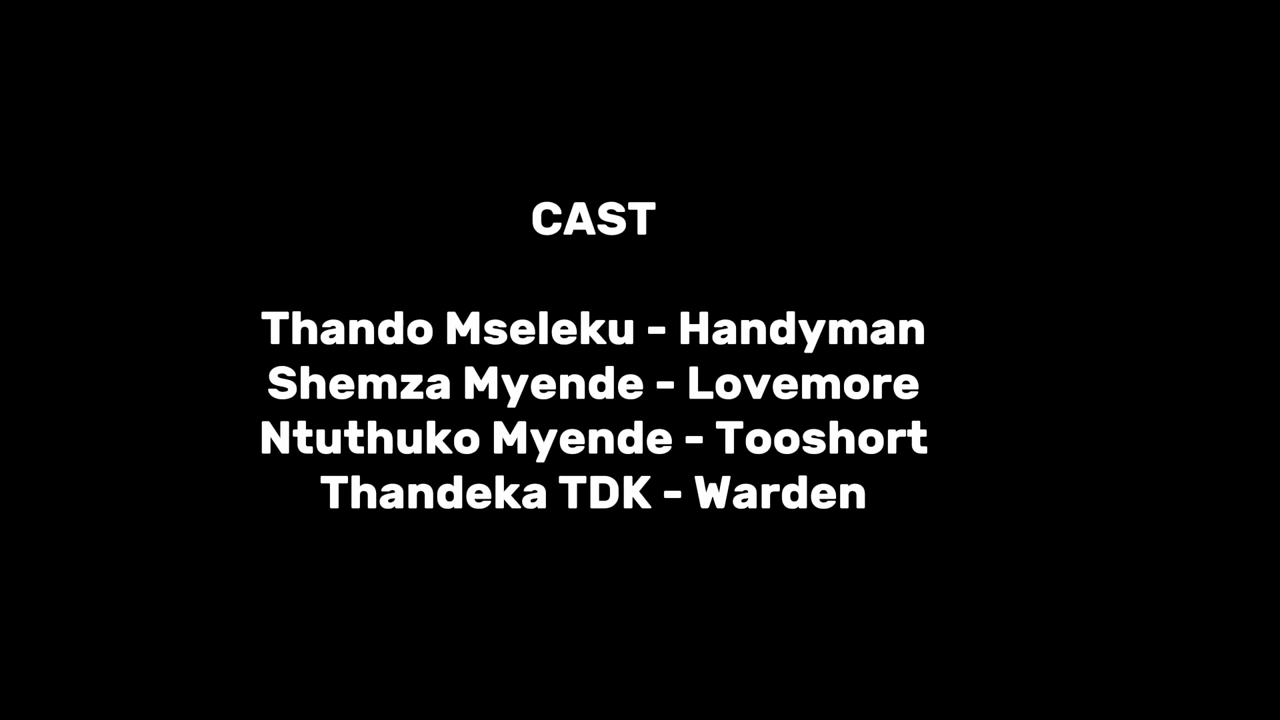 CAST
Thando Mseleku - Handyman
Shemza Myende - Lovemore
Ntuthuko Myende - Tooshort
Thandeka TDK - Warden